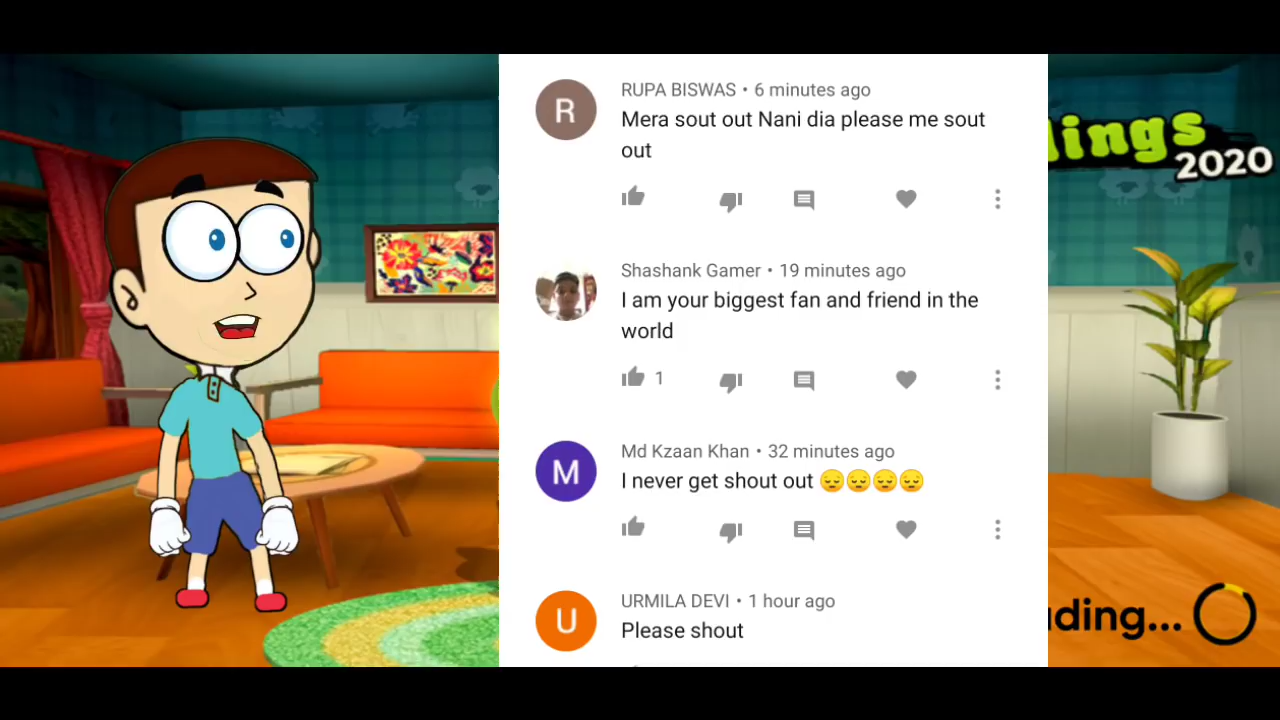 RUPA BISWAS • 6 minutes ago
Mera sout out Nani dia please me sout
out
Shashank Gamer • 19 minutes ago
I am your biggest fan and friend in the
world
1
Md Kzaan Khan • 32 minutes ago
I never get shout out 😔😔😔😔
URMILA DEVI • 1 hour ago
Please shout
R
M
U
lings
2020
ding...